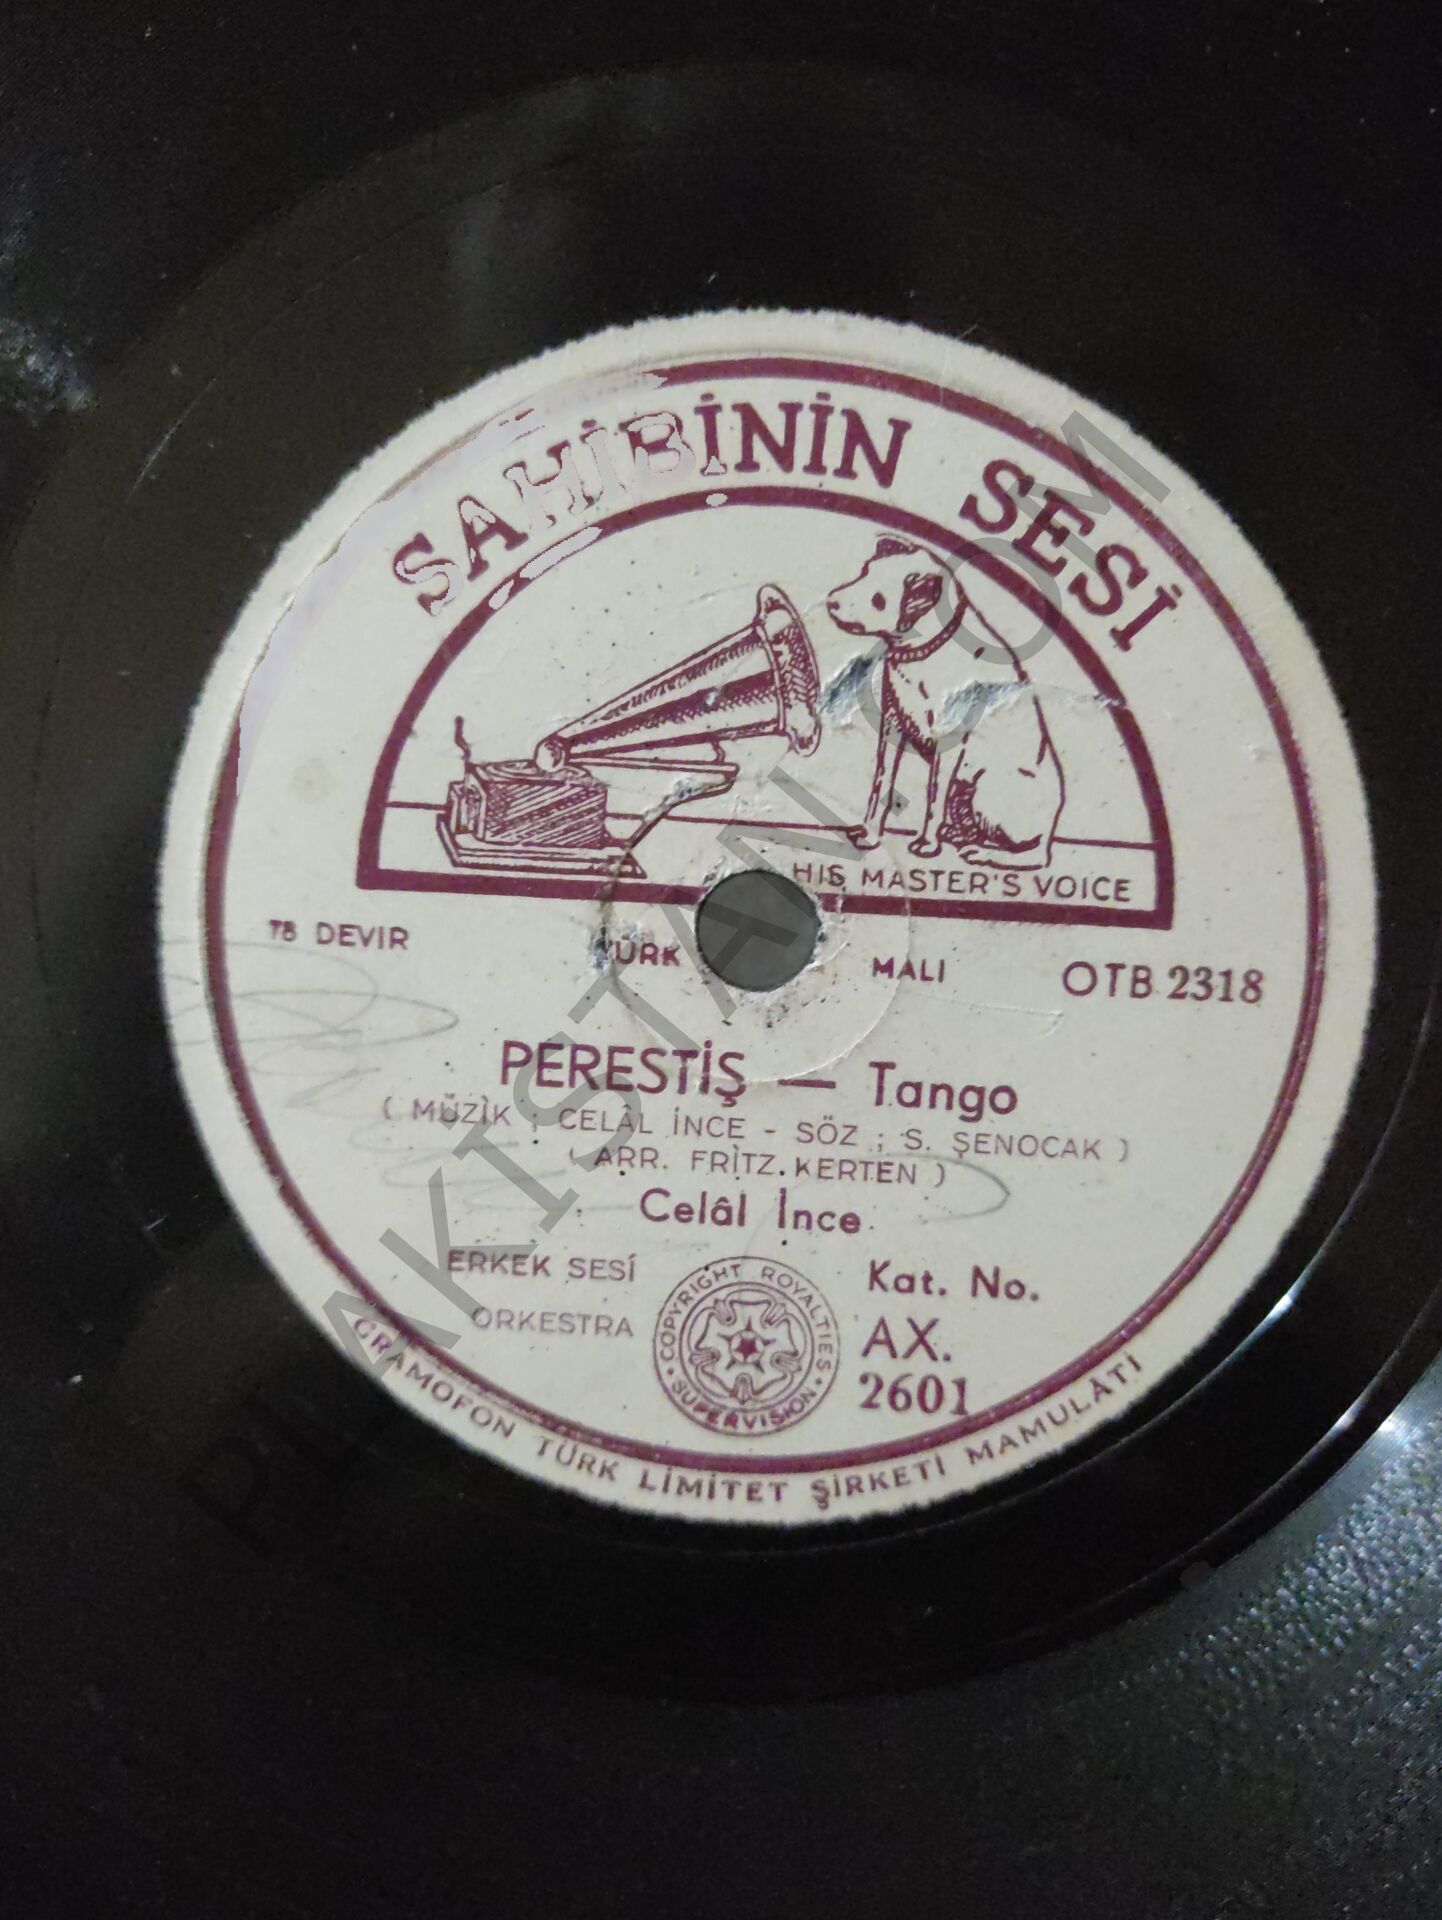 SAHİBİNİN SESİ
HIS MASTER'S VOICE
78 DEVIR
TÜRK MALI
OTB 2318
PERESTİŞ — Tango
( MÜZİK ; CELÂL İNCE - SÖZ ; S. ŞENOCAK )
( ARR. FRİTZ KERTEN )
Celâl İnce
ERKEK SESİ
ORKESTRA
COPYRIGHT ROYALTIES
SUPERVISION
Kat. No.
AX.
2601
GRAMOFON TÜRK LİMİTET ŞİRKETİ MAMULÂTI
PLAKISTAN.COM